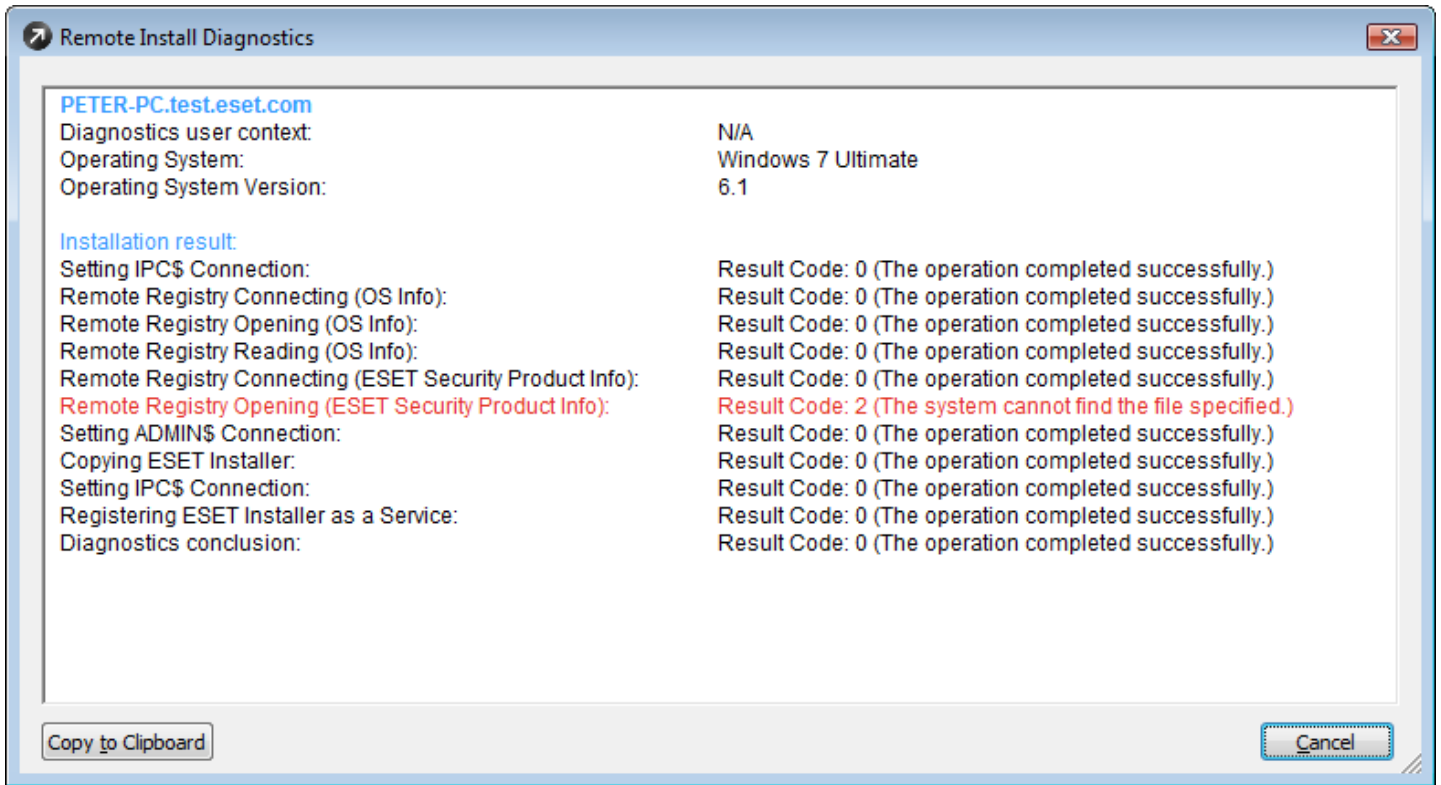 Remote Install Diagnostics
PETER-PC.test.eset.com
Diagnostics user context: N/A
Operating System: Windows 7 Ultimate
Operating System Version: 6.1
Installation result:
Setting IPC$ Connection: Result Code: 0 (The operation completed successfully.)
Remote Registry Connecting (OS Info): Result Code: 0 (The operation completed successfully.)
Remote Registry Opening (OS Info): Result Code: 0 (The operation completed successfully.)
Remote Registry Reading (OS Info): Result Code: 0 (The operation completed successfully.)
Remote Registry Connecting (ESET Security Product Info): Result Code: 0 (The operation completed successfully.)
Remote Registry Opening (ESET Security Product Info): Result Code: 2 (The system cannot find the file specified.)
Setting ADMIN$ Connection: Result Code: 0 (The operation completed successfully.)
Copying ESET Installer: Result Code: 0 (The operation completed successfully.)
Setting IPC$ Connection: Result Code: 0 (The operation completed successfully.)
Registering ESET Installer as a Service: Result Code: 0 (The operation completed successfully.)
Diagnostics conclusion: Result Code: 0 (The operation completed successfully.)
Copy to Clipboard Cancel